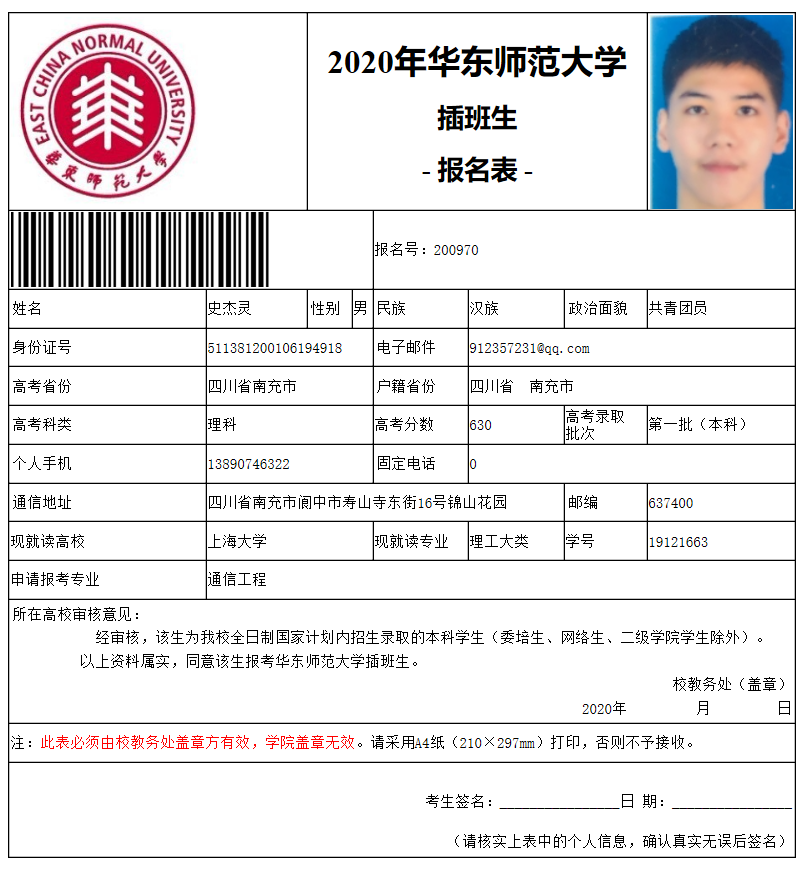 EAST CHINA NORMAL UNIVERSITY
华东师范大学
2020年华东师范大学
插班生
- 报名表 -
报名号：200970
姓名 史杰灵 性别 男 民族 汉族 政治面貌 共青团员
身份证号 511381200106194918 电子邮件 912357231@qq.com
高考省份 四川省南充市 户籍省份 四川省 南充市
高考科类 理科 高考分数 630 高考录取批次 第一批（本科）
个人手机 13890746322 固定电话 0
通信地址 四川省南充市阆中市寿山寺东街16号锦山花园 邮编 637400
现就读高校 上海大学 现就读专业 理工大类 学号 19121663
申请报考专业 通信工程
所在高校审核意见：
经审核，该生为我校全日制国家计划内招生录取的本科学生（委培生、网络生、二级学院学生除外）。
以上资料属实，同意该生报考华东师范大学插班生。
校教务处（盖章）
2020年 月 日
注：此表必须由校教务处盖章方有效，学院盖章无效。请采用A4纸（210×297mm）打印，否则不予接收。
考生签名：________________日 期：________________
（请核实上表中的个人信息，确认真实无误后签名）